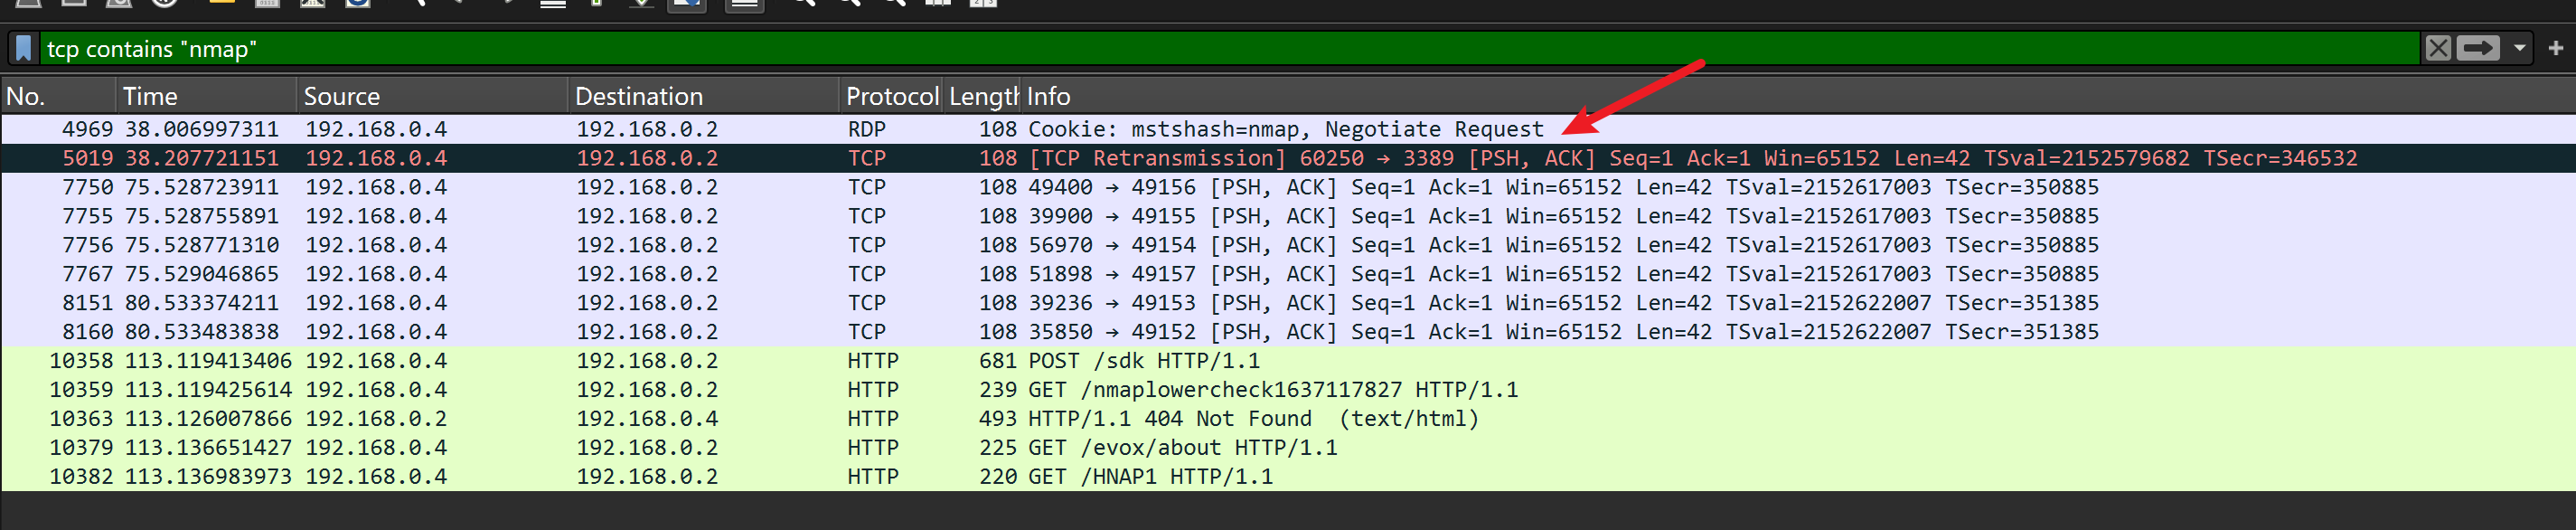 tcp contains "nmap"
No. Time Source Destination Protocol Length Info
4969 38.006997311 192.168.0.4 192.168.0.2 RDP 108 Cookie: mstshash=nmap, Negotiate Request
5019 38.207721151 192.168.0.4 192.168.0.2 TCP 108 [TCP Retransmission] 60250 → 3389 [PSH, ACK] Seq=1 Ack=1 Win=65152 Len=42 TSval=2152579682 TSecr=346532
7750 75.528723911 192.168.0.4 192.168.0.2 TCP 108 49400 → 49156 [PSH, ACK] Seq=1 Ack=1 Win=65152 Len=42 TSval=2152617003 TSecr=350885
7755 75.528755891 192.168.0.4 192.168.0.2 TCP 108 39900 → 49155 [PSH, ACK] Seq=1 Ack=1 Win=65152 Len=42 TSval=2152617003 TSecr=350885
7756 75.528771310 192.168.0.4 192.168.0.2 TCP 108 56970 → 49154 [PSH, ACK] Seq=1 Ack=1 Win=65152 Len=42 TSval=2152617003 TSecr=350885
7767 75.529046865 192.168.0.4 192.168.0.2 TCP 108 51898 → 49157 [PSH, ACK] Seq=1 Ack=1 Win=65152 Len=42 TSval=2152617003 TSecr=350885
8151 80.533374211 192.168.0.4 192.168.0.2 TCP 108 39236 → 49153 [PSH, ACK] Seq=1 Ack=1 Win=65152 Len=42 TSval=2152622007 TSecr=351385
8160 80.533483838 192.168.0.4 192.168.0.2 TCP 108 35850 → 49152 [PSH, ACK] Seq=1 Ack=1 Win=65152 Len=42 TSval=2152622007 TSecr=351385
10358 113.119413406 192.168.0.4 192.168.0.2 HTTP 681 POST /sdk HTTP/1.1
10359 113.119425614 192.168.0.4 192.168.0.2 HTTP 239 GET /nmaplowercheck1637117827 HTTP/1.1
10363 113.126007866 192.168.0.2 192.168.0.4 HTTP 493 HTTP/1.1 404 Not Found (text/html)
10379 113.136651427 192.168.0.4 192.168.0.2 HTTP 225 GET /evox/about HTTP/1.1
10382 113.136983973 192.168.0.4 192.168.0.2 HTTP 220 GET /HNAP1 HTTP/1.1